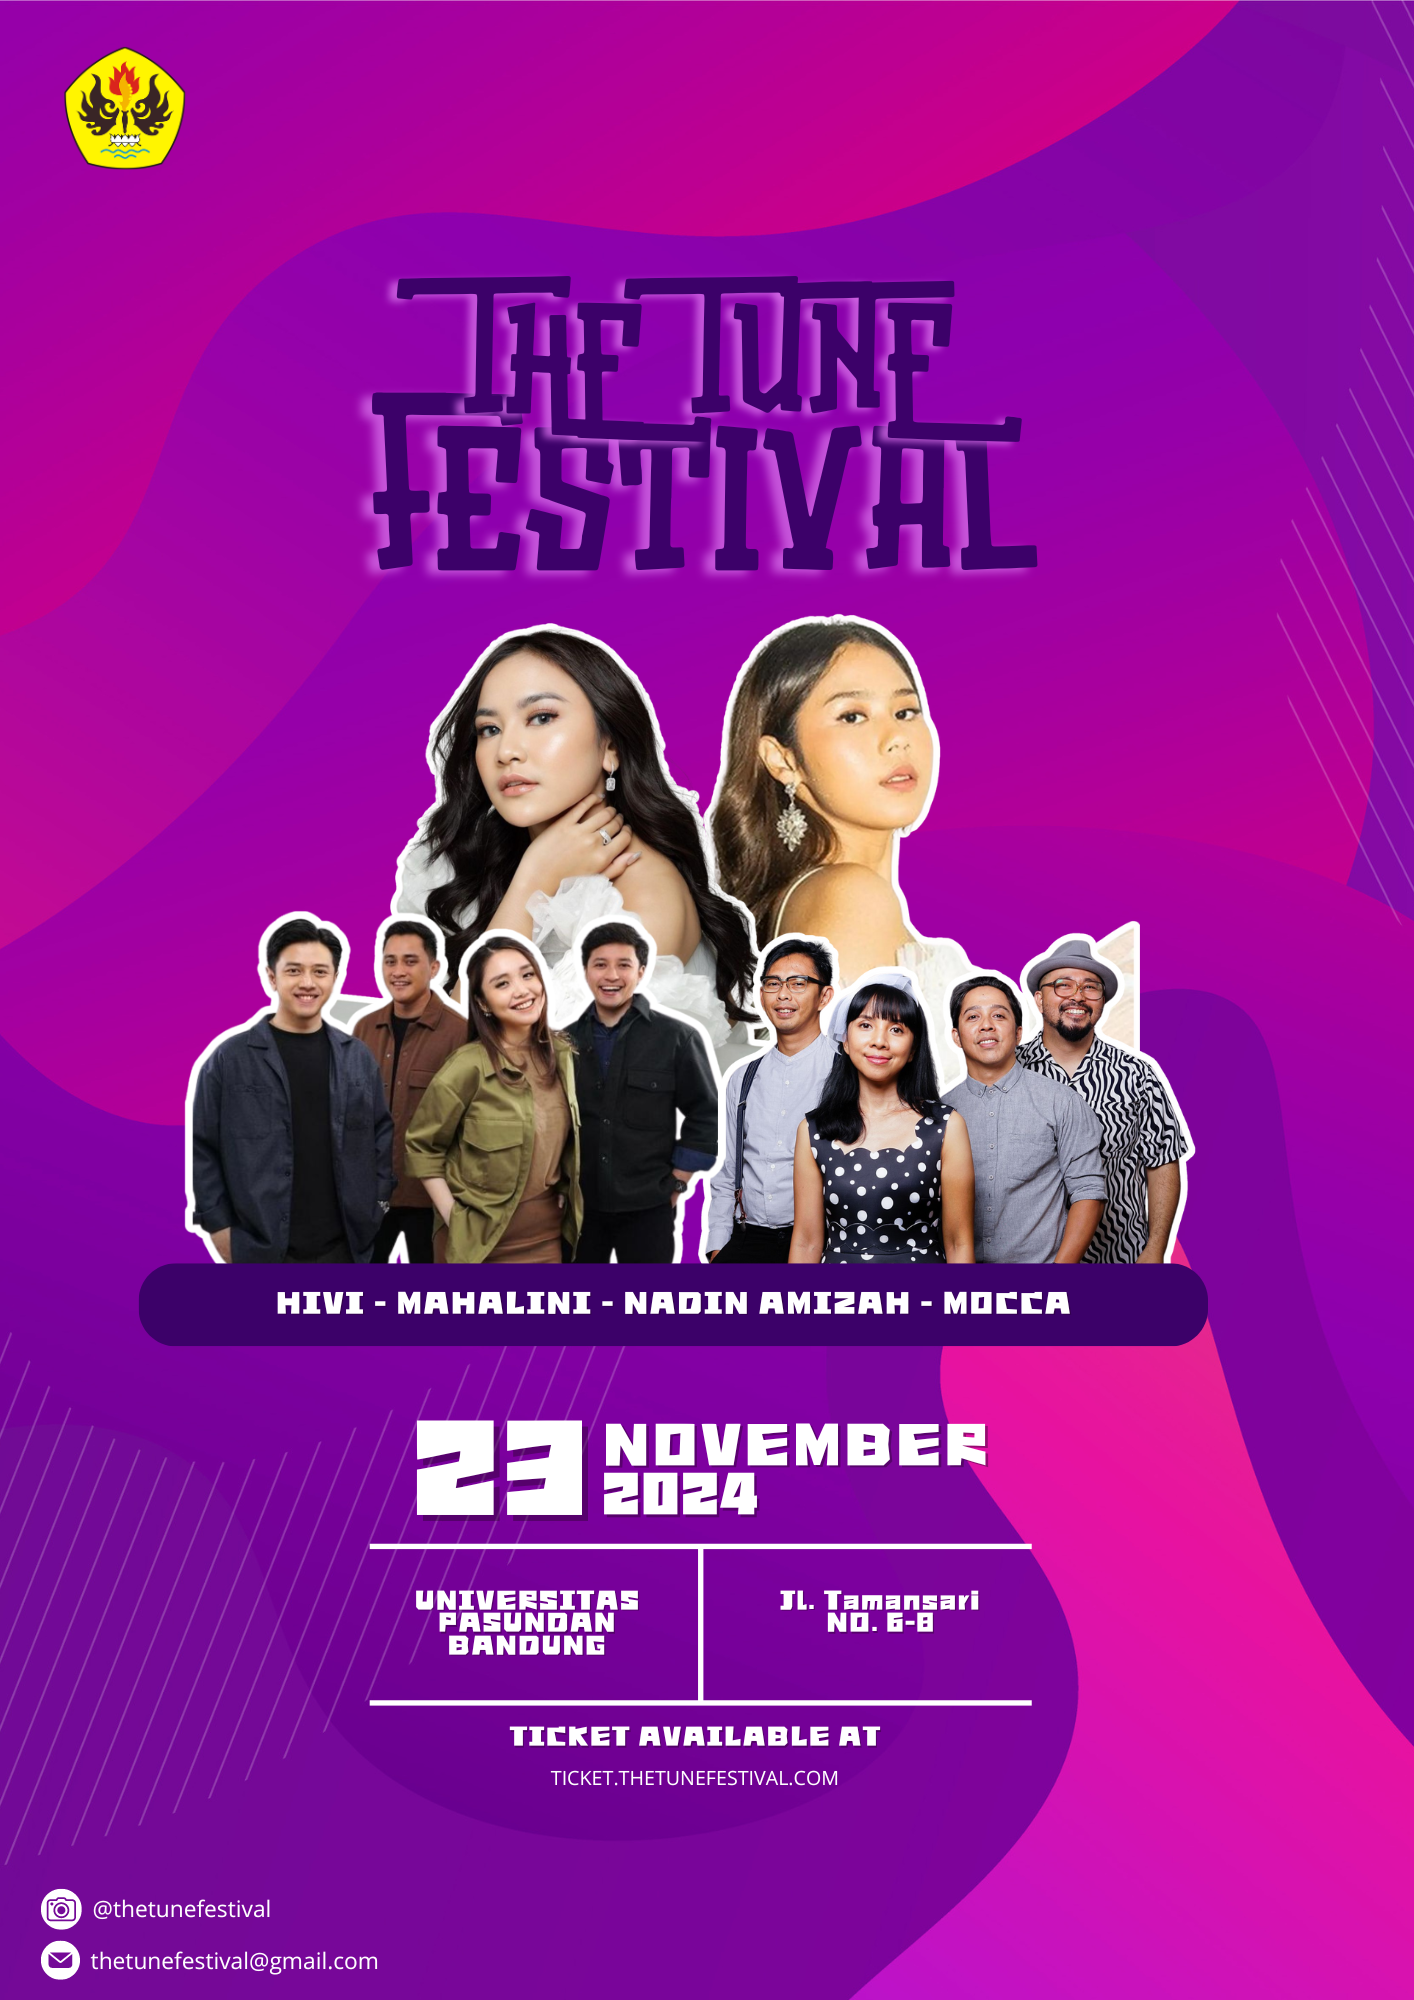 THE TUNE
FESTIVAL
HIVI - MAHALINI - NADIN AMIZAH - MOCCA
23 NOVEMBER
2024
UNIVERSITAS
PASUNDAN
BANDUNG
Jl. Tamansari
NO. 6-8
TICKET AVAILABLE AT
TICKET.THETUNEFESTIVAL.COM
@thetunefestival
thetunefestival@gmail.com